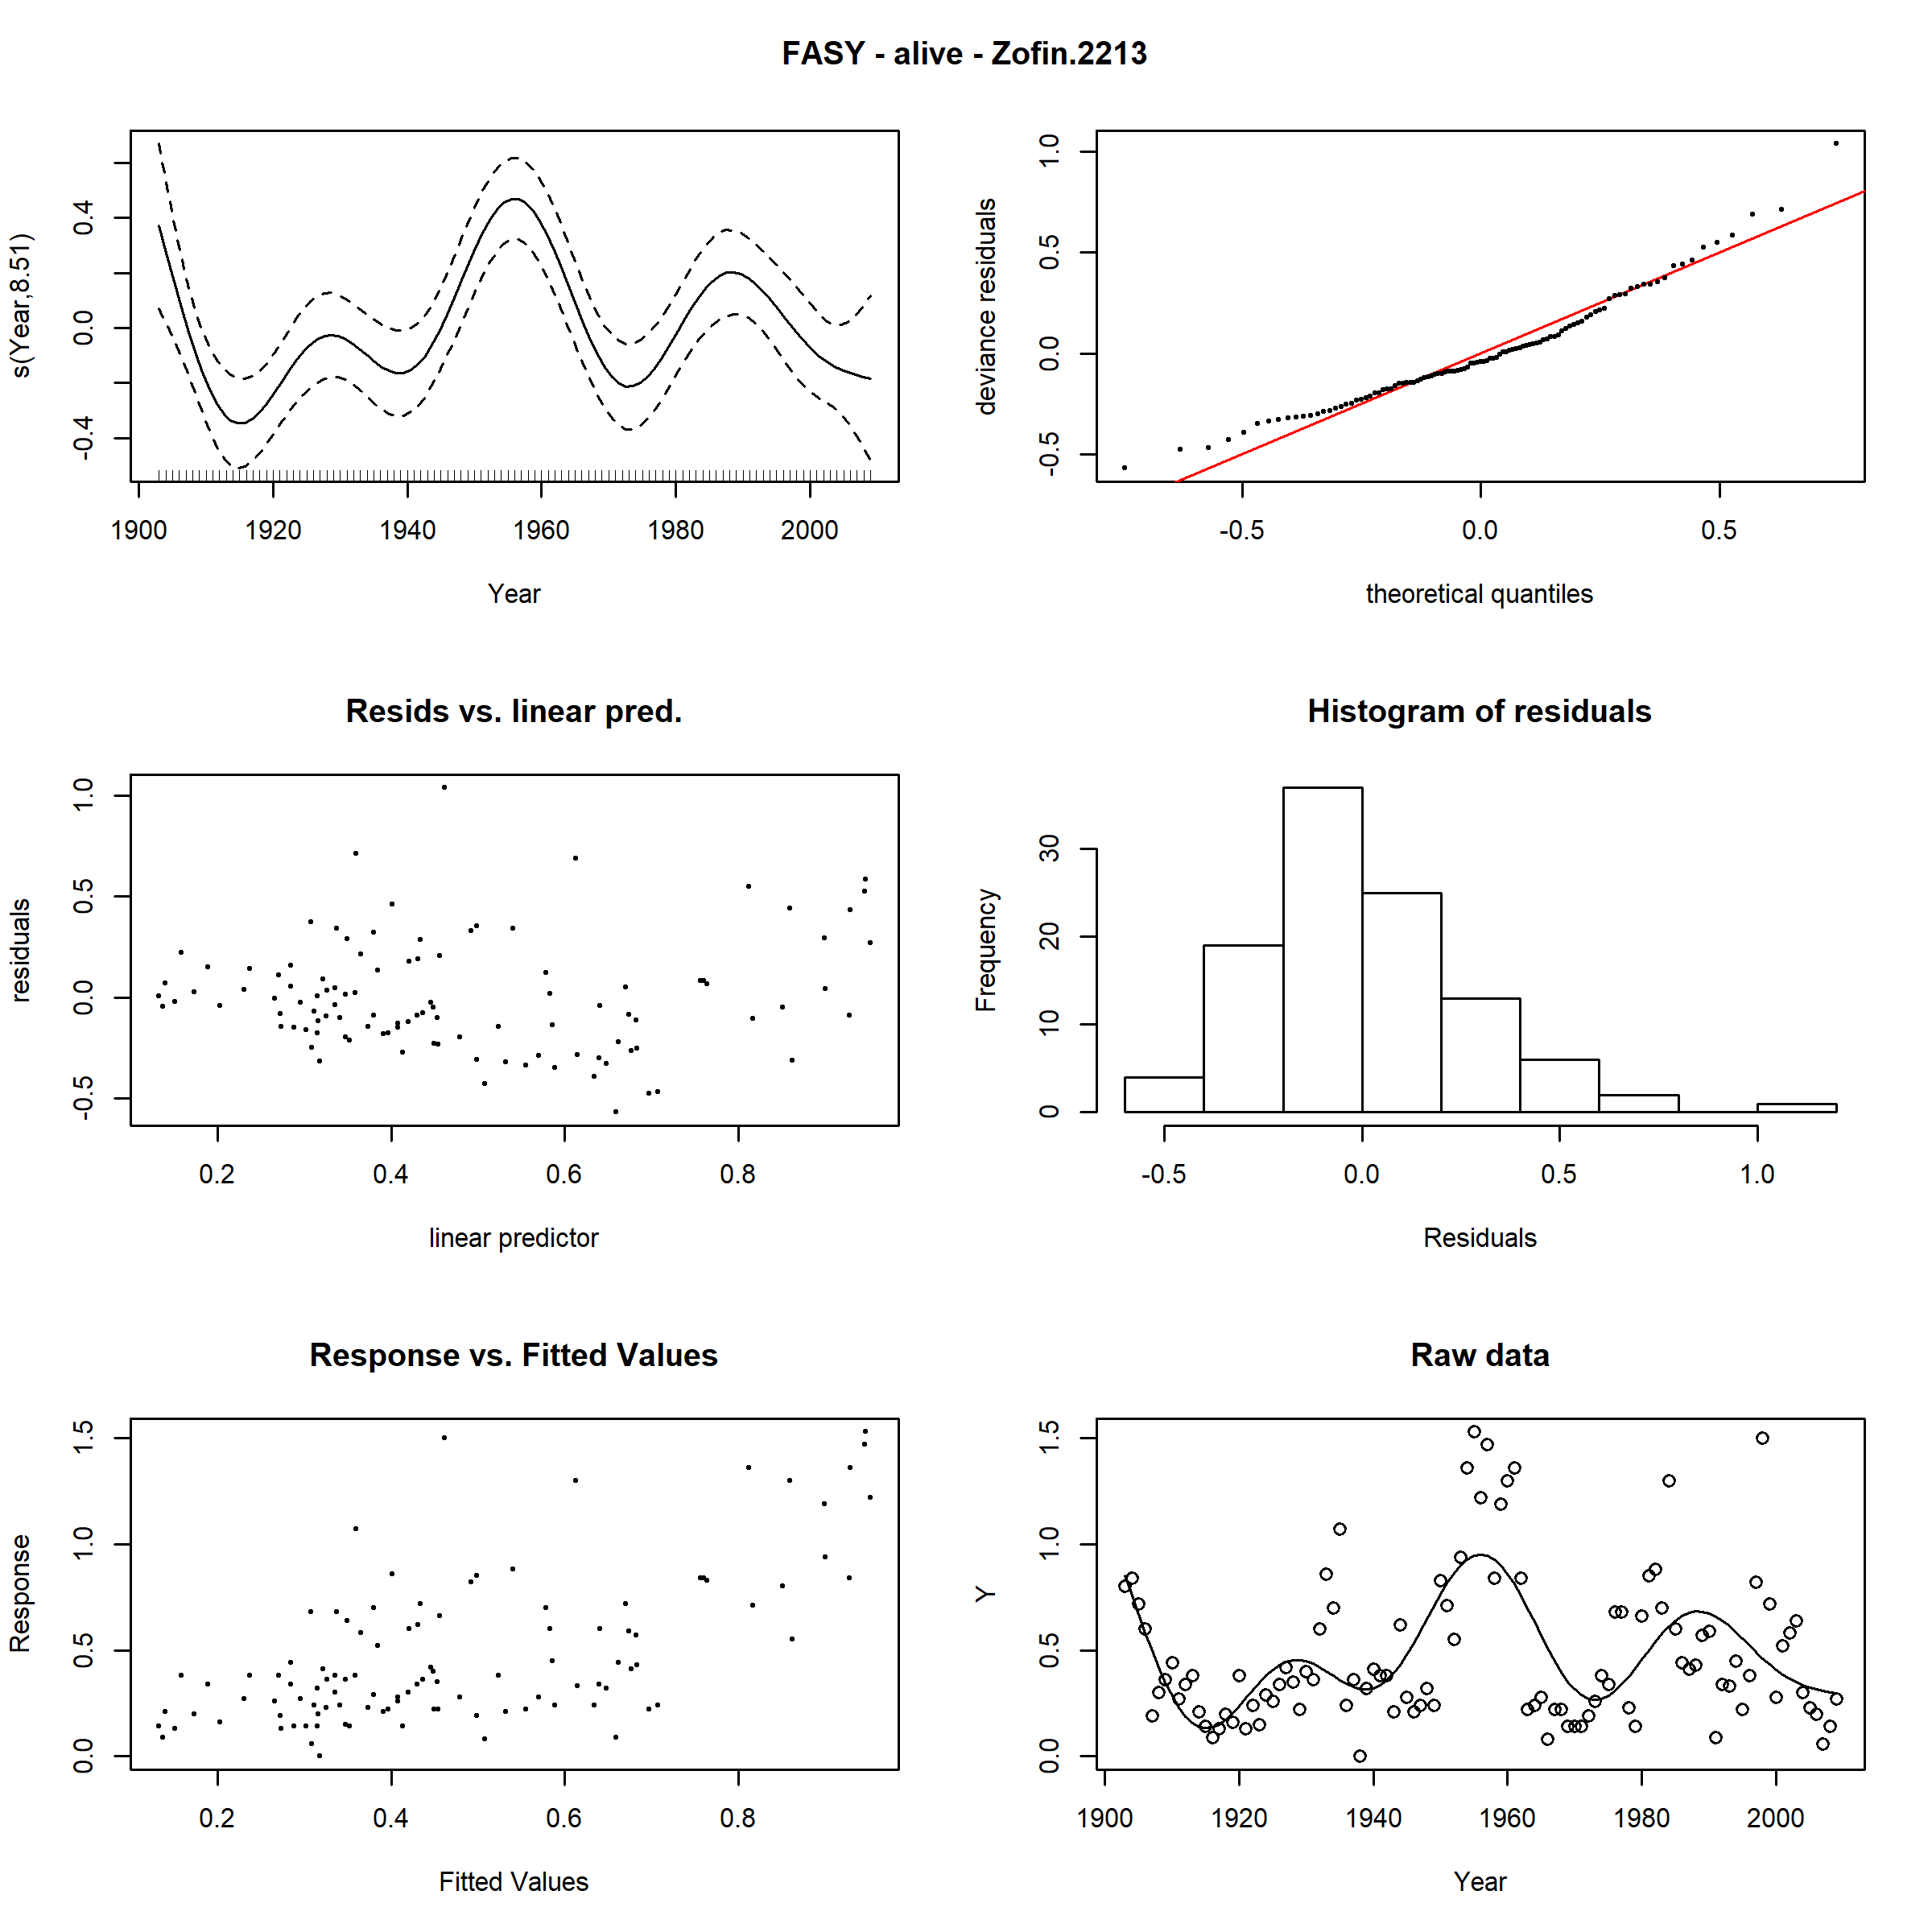 FASY - alive - Zofin.2213
s(Year,8.51)
-0.4 0.0 0.4
1900 1920 1940 1960 1980 2000
Year
deviance residuals
-0.5 0.0 0.5 1.0
-0.5 0.0 0.5
theoretical quantiles
Resids vs. linear pred.
residuals
-0.5 0.0 0.5 1.0
0.2 0.4 0.6 0.8
linear predictor
Histogram of residuals
Frequency
0 10 20 30
-0.5 0.0 0.5 1.0
Residuals
Response vs. Fitted Values
Response
0.0 0.5 1.0 1.5
0.2 0.4 0.6 0.8
Fitted Values
Raw data
Y
0.0 0.5 1.0 1.5
1900 1920 1940 1960 1980 2000
Year